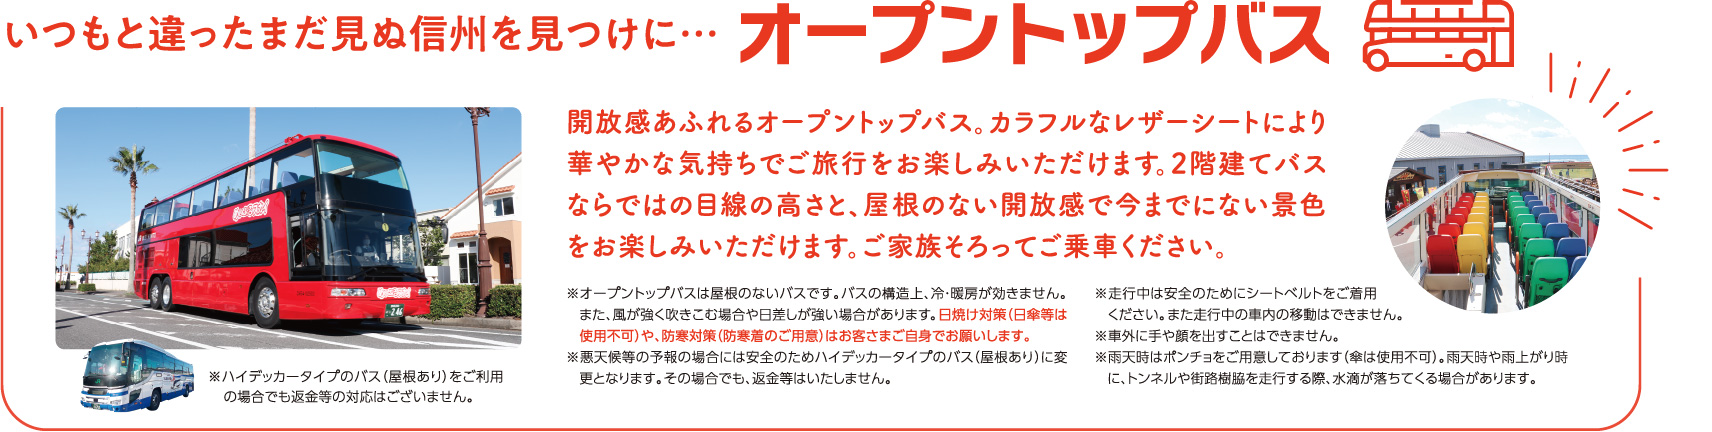 いつもと違ったまだ見ぬ信州を見つけに…
オープントップバス
開放感あふれるオープントップバス。カラフルなレザーシートにより
華やかな気持ちでご旅行をお楽しみいただけます。2階建てバス
ならではの目線の高さと、屋根のない開放感で今までにない景色
をお楽しみいただけます。ご家族そろってご乗車ください。
※オープントップバスは屋根のないバスです。バスの構造上、冷・暖房が効きません。
また、風が強く吹きこむ場合や日差しが強い場合があります。日焼け対策(日傘等は
使用不可)や、防寒対策(防寒着のご用意)はお客さまご自身でお願いします。
※悪天候等の予報の場合には安全のためハイデッカータイプのバス(屋根あり)に変
更となります。その場合でも、返金等はいたしません。
※走行中は安全のためにシートベルトをご着用
ください。また走行中の車内の移動はできません。
※車外に手や顔を出すことはできません。
※雨天時はポンチョをご用意しております(傘は使用不可)。雨天時や雨上がり時
に、トンネルや街路樹脇を走行する際、水滴が落ちてくる場合があります。
※ハイデッカータイプのバス(屋根あり)をご利用
の場合でも返金等の対応はございません。